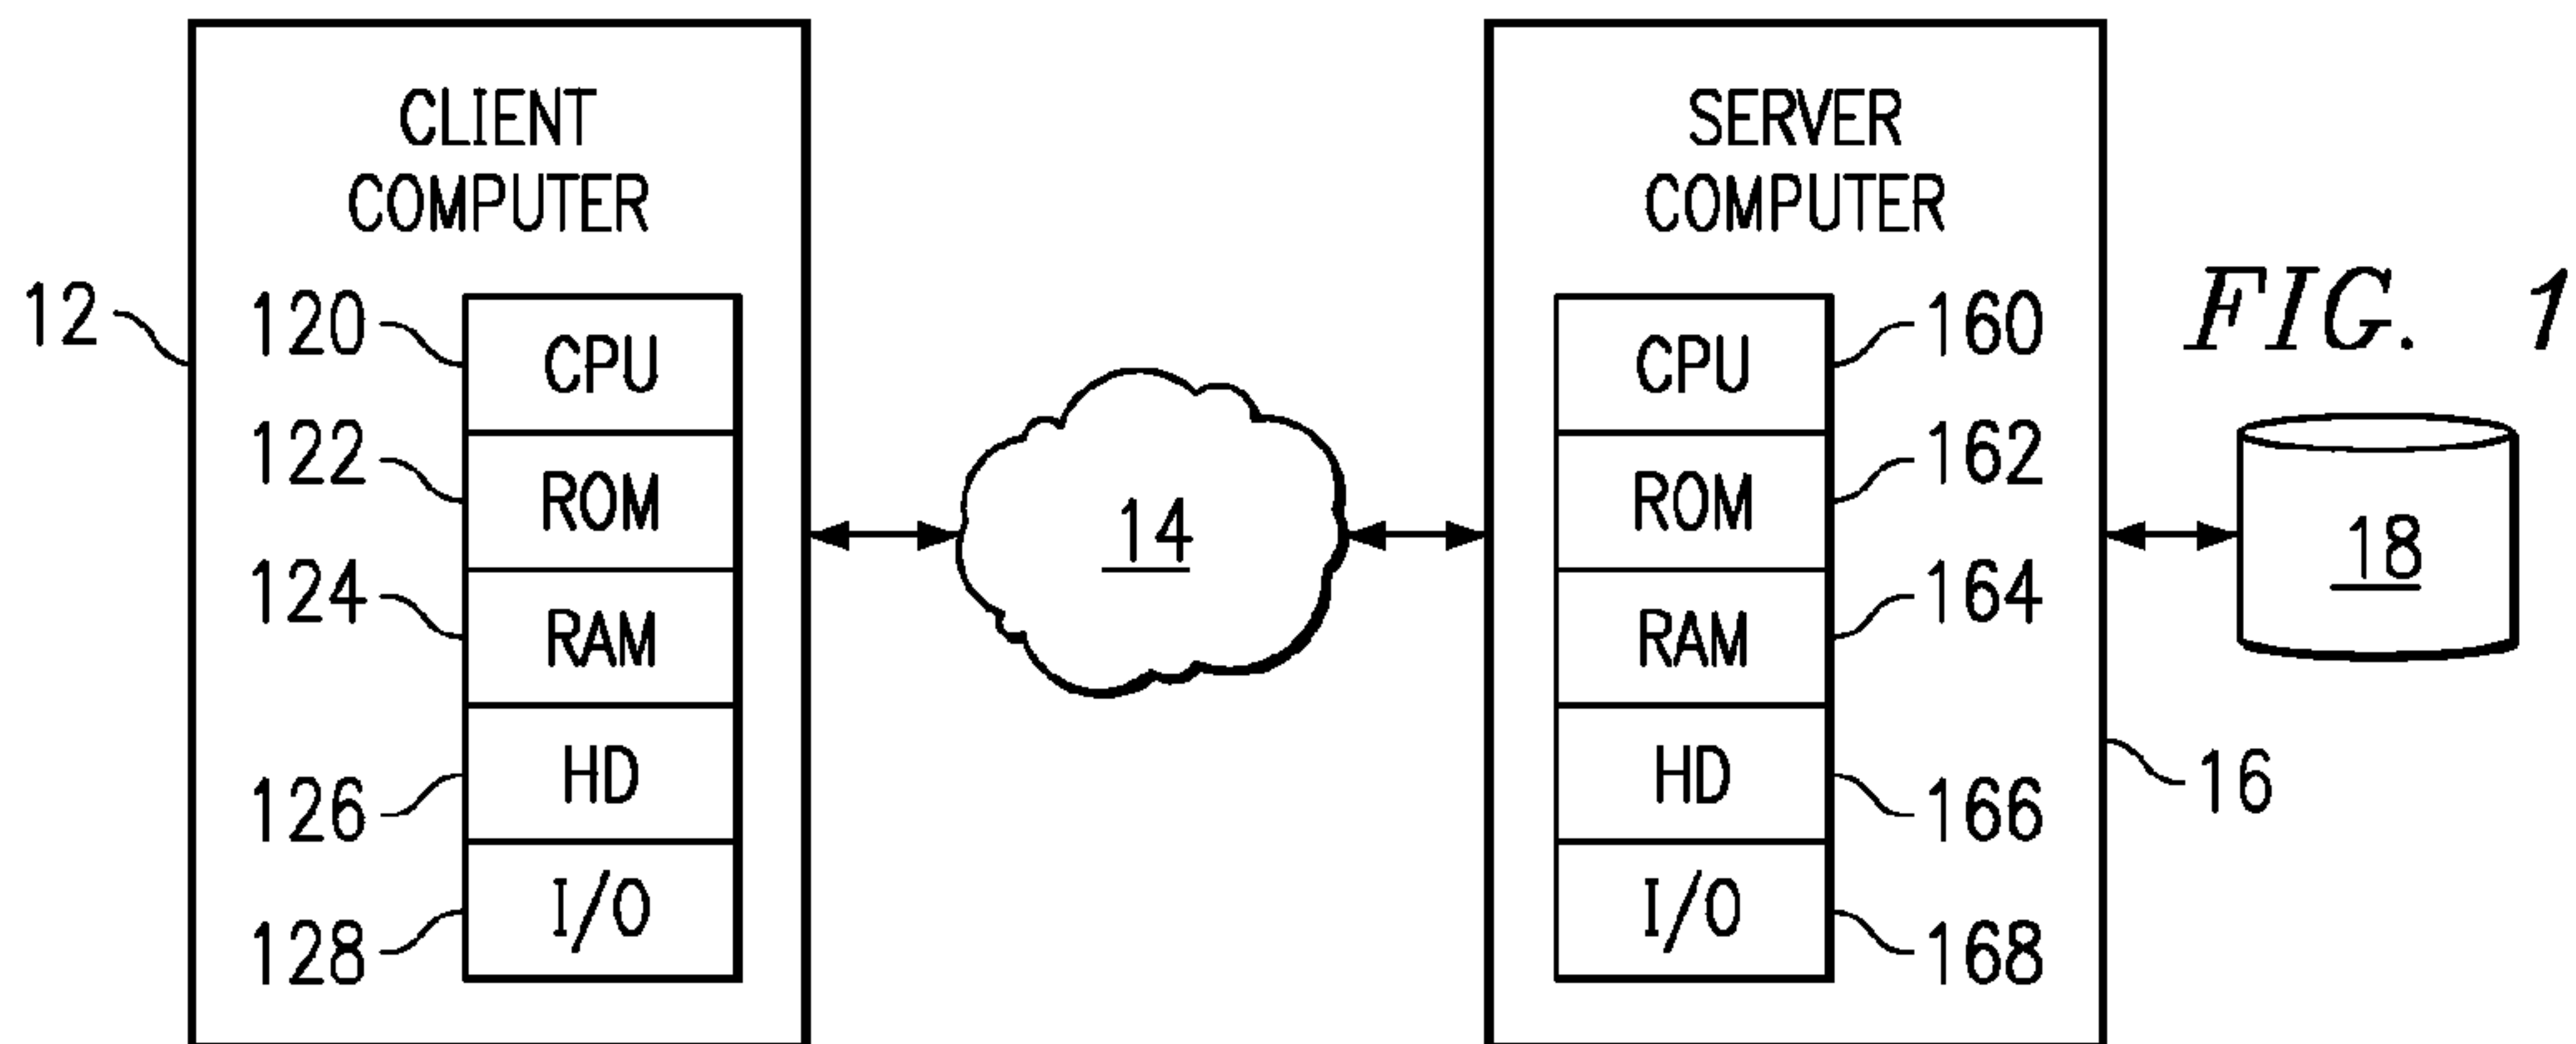 CLIENT
COMPUTER
12
120
CPU
122
ROM
124
RAM
126
HD
128
I/O
14
SERVER
COMPUTER
CPU
160
ROM
162
RAM
164
HD
166
I/O
168
16
FIG. 1
18